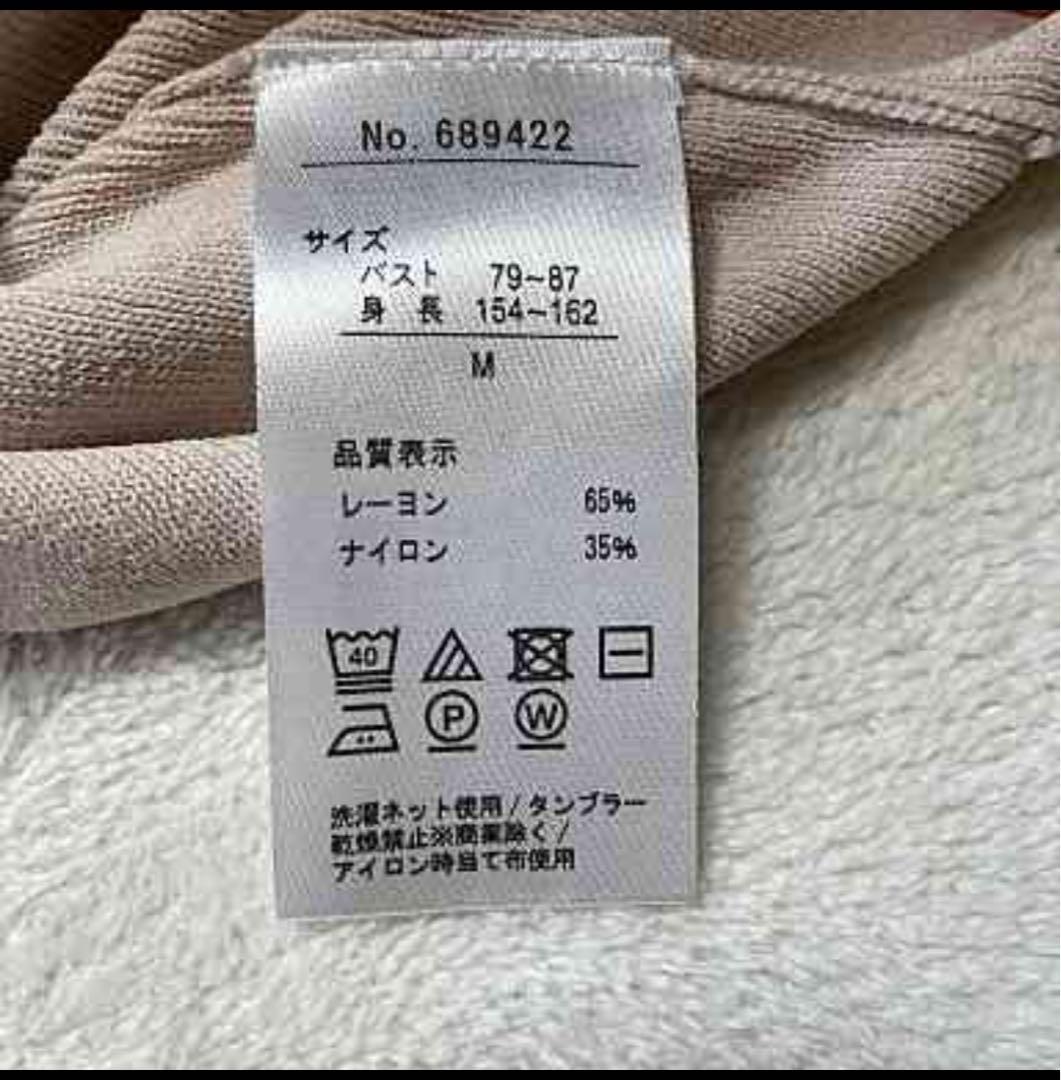 No. 689422
サイズ
バスト 79~87
身 長 154~162
M
品質表示
レーヨン 65%
ナイロン 35%
40
P W
洗濯ネット使用/タンブラー
乾燥禁止※商業除く/
アイロン時当て布使用